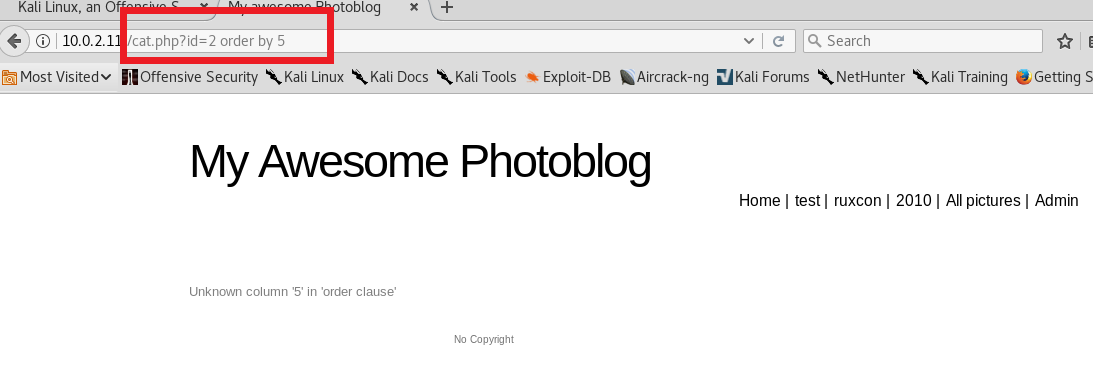 Kali Linux, an Offensive S
My awesome Photoblog
10.0.2.11/cat.php?id=2 order by 5
Search
Most Visited Offensive Security Kali Linux Kali Docs Kali Tools Exploit-DB Aircrack-ng Kali Forums NetHunter Kali Training Getting S
My Awesome Photoblog
Home | test | ruxcon | 2010 | All pictures | Admin
Unknown column '5' in 'order clause'
No Copyright